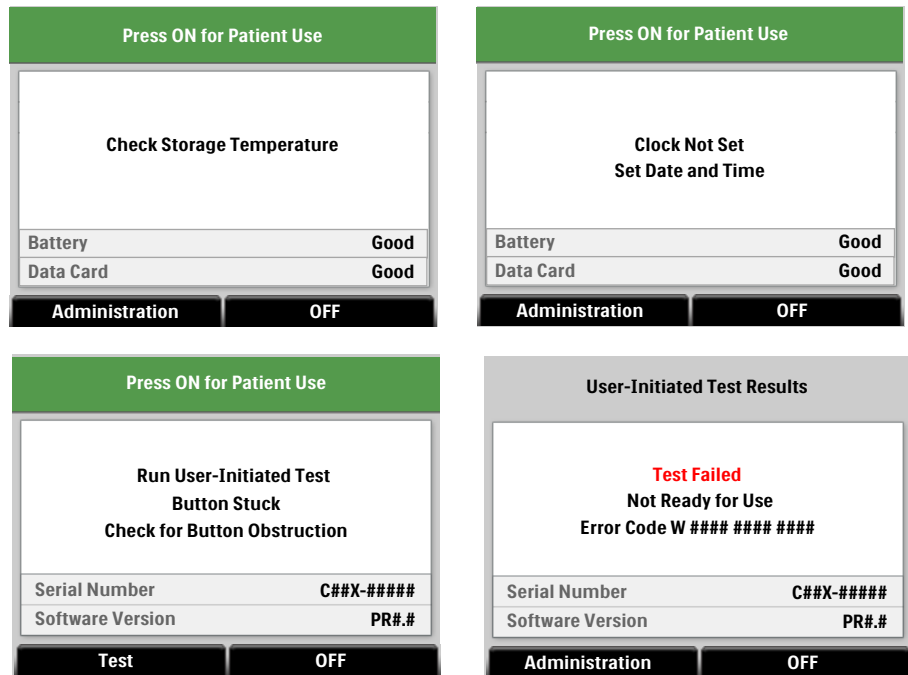 Press ON for Patient Use
Check Storage Temperature
Battery Good
Data Card Good
Administration OFF
Press ON for Patient Use
Clock Not Set
Set Date and Time
Battery Good
Data Card Good
Administration OFF
Press ON for Patient Use
Run User-Initiated Test
Button Stuck
Check for Button Obstruction
Serial Number C##X-#####
Software Version PR#.#
Test OFF
User-Initiated Test Results
Test Failed
Not Ready for Use
Error Code W #### #### ####
Serial Number C##X-#####
Software Version PR#.#
Administration OFF